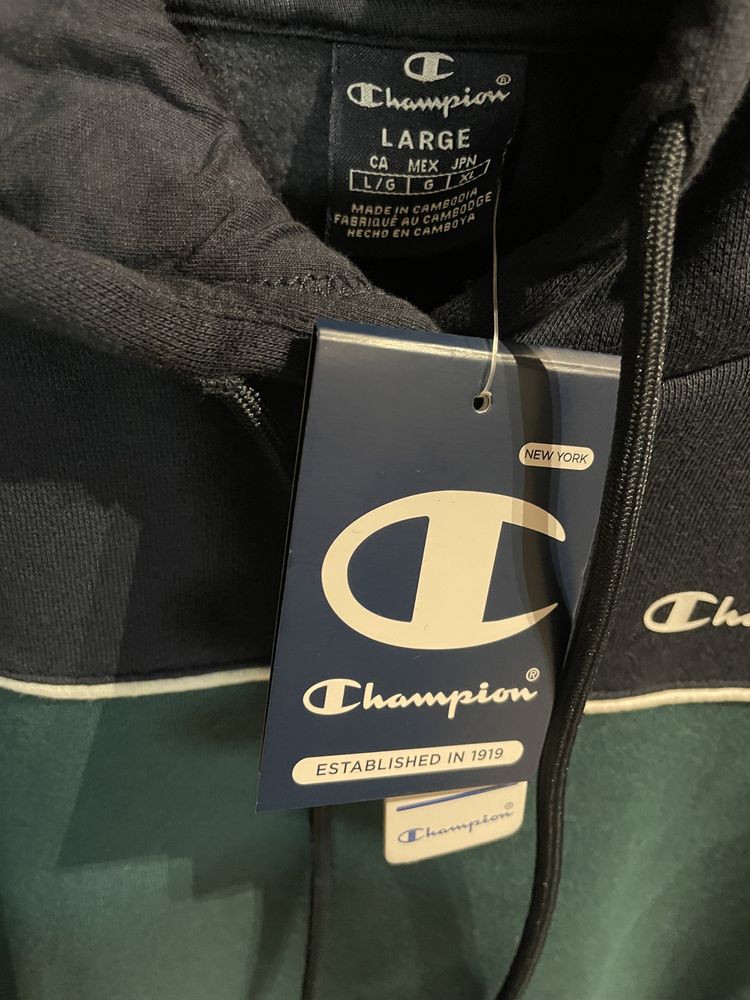 Champion®
LARGE
CA MEX JPN
L/G G XL
MADE IN CAMBODIA
FABRIQUÉ AU CAMBODGE
HECHO EN CAMBOYA
NEW YORK
Champion®
ESTABLISHED IN 1919
Champion®
Ch